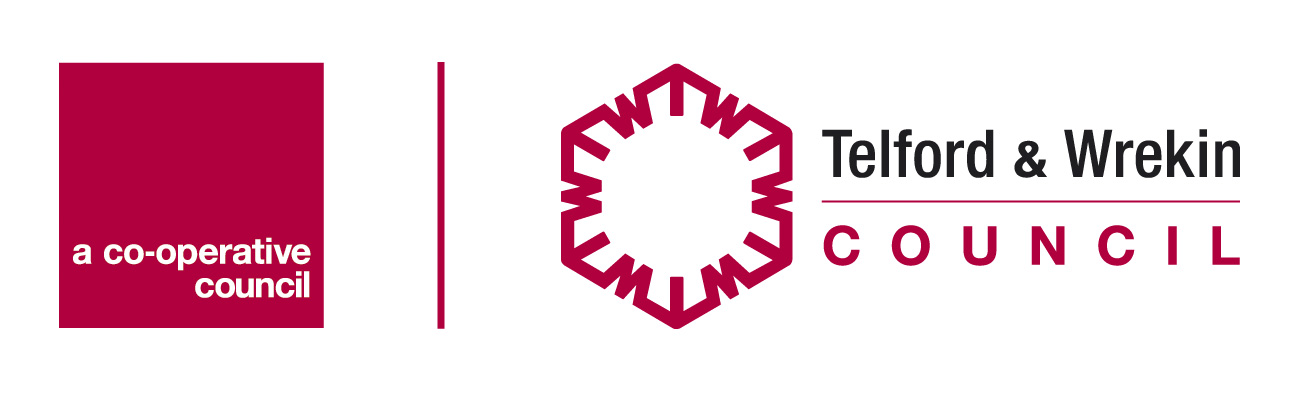 a co-operative
council
Telford & Wrekin
COUNCIL